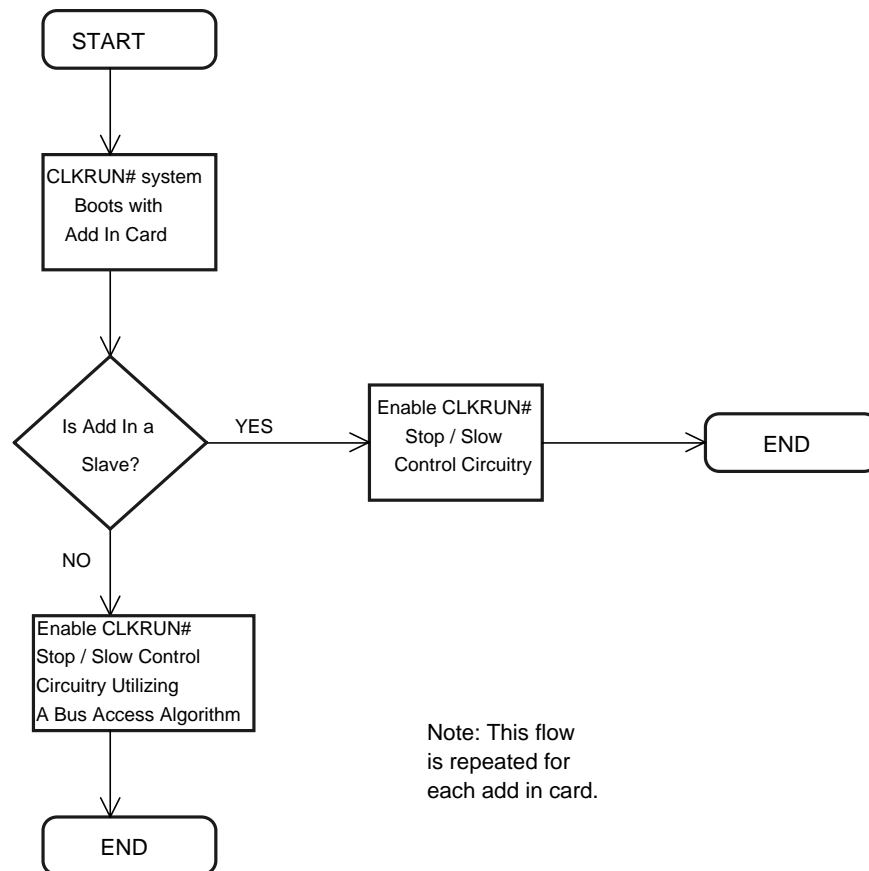 START
CLKRUN# system
Boots with
Add In Card
Is Add In a
Slave?
YES
Enable CLKRUN#
Stop / Slow
Control Circuitry
END
NO
Enable CLKRUN#
Stop / Slow Control
Circuitry Utilizing
A Bus Access Algorithm
Note: This flow
is repeated for
each add in card.
END